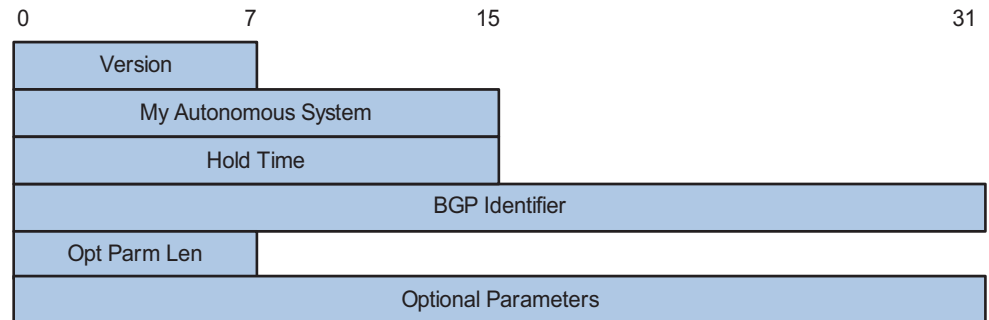 0 7 15 31
Version
My Autonomous System
Hold Time
BGP Identifier
Opt Parm Len
Optional Parameters